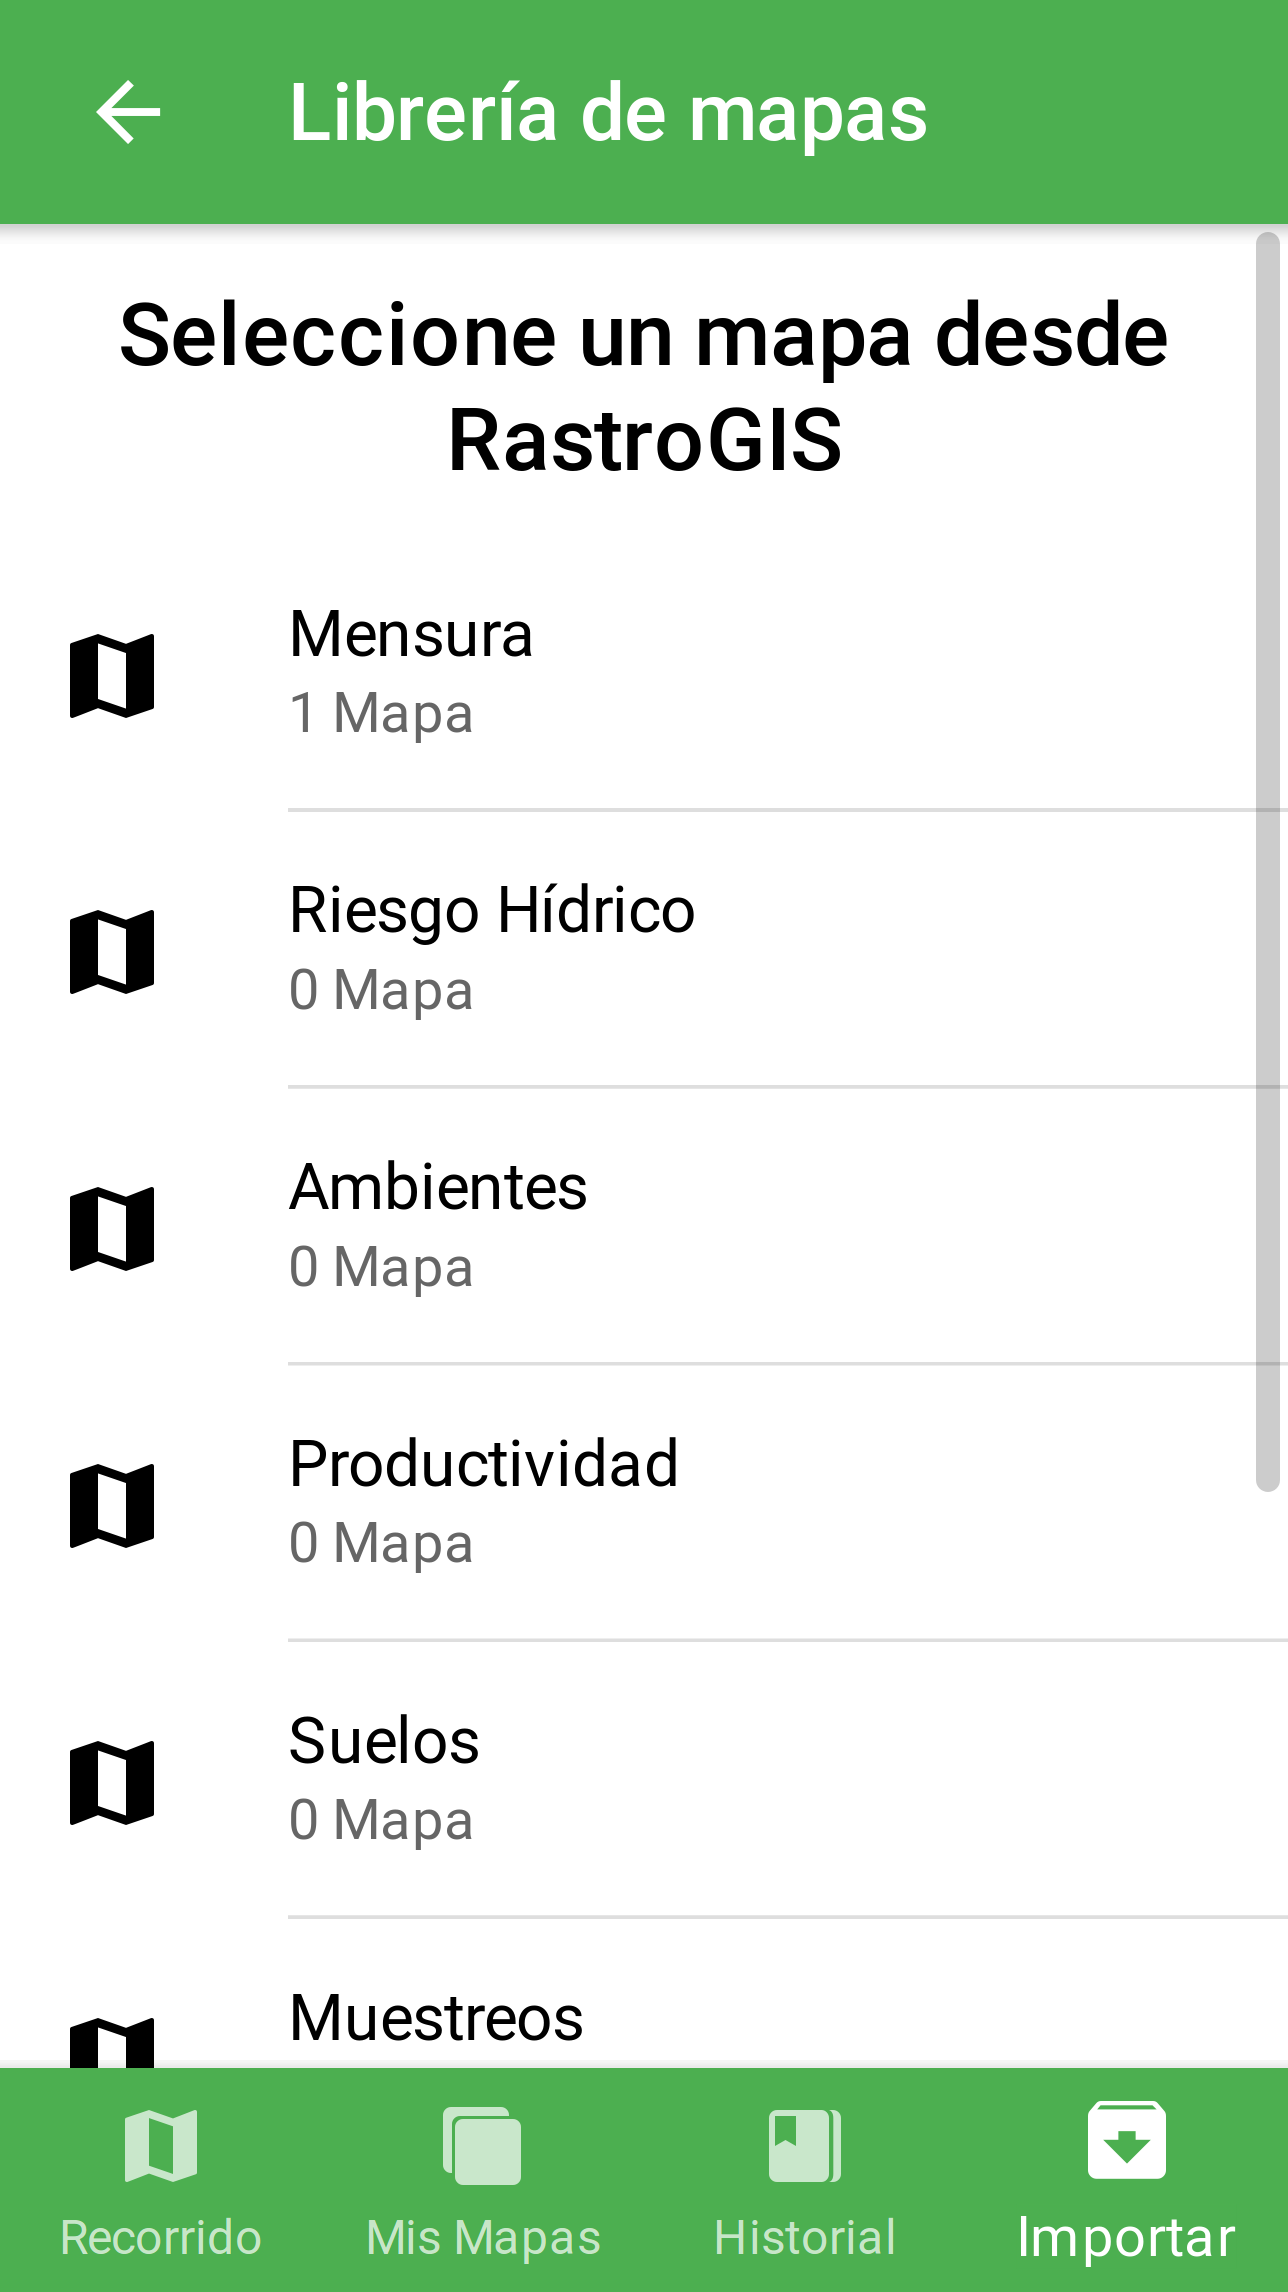 Librería de mapas
Seleccione un mapa desde
RastroGIS
Mensura
1 Mapa
Riesgo Hídrico
0 Mapa
Ambientes
0 Mapa
Productividad
0 Mapa
Suelos
0 Mapa
Muestreos
Recorrido
Mis Mapas
Historial
Importar